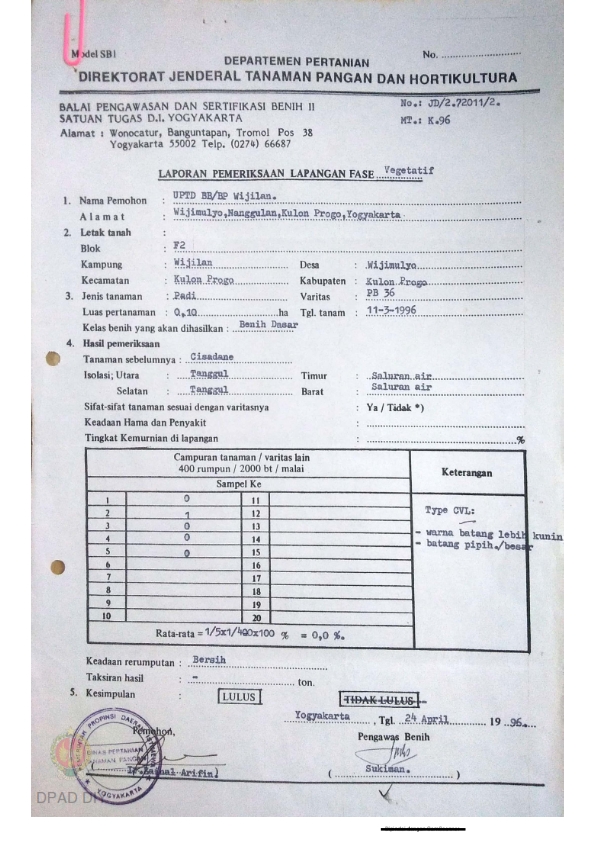 Model SB1
No. ..............
DEPARTEMEN PERTANIAN
DIREKTORAT JENDERAL TANAMAN PANGAN DAN HORTIKULTURA
BALAI PENGAWASAN DAN SERTIFIKASI BENIH II
No.: JD/2.72011/2.
SATUAN TUGAS D.I. YOGYAKARTA
MT.: K.96
Alamat : Wonocatur, Banguntapan, Tromol Pos 38
Yogyakarta 55002 Telp. (0274) 66687
LAPORAN PEMERIKSAAN LAPANGAN FASE Vegetatif
1. Nama Pemohon : UPTD BB/BP Wijilan.
A l a m a t : Wijimulyo,Nanggulan,Kulon Progo,Yogyakarta
2. Letak tanah :
Blok : F2
Kampung : Wijilan Desa : Wijimulyo
Kecamatan : Kulon Progo Kabupaten : Kulon Progo
3. Jenis tanaman : Padi Varitas : PB 36
Luas pertanaman : 0,10 ha Tgl. tanam : 11-3-1996
Kelas benih yang akan dihasilkan : Benih Dasar
4. Hasil pemeriksaan
Tanaman sebelumnya : Cisadane
Isolasi; Utara : Tanggul Timur : Saluran air
Selatan : Tanggul Barat : Saluran air
Sifat-sifat tanaman sesuai dengan varitasnya : Ya / Tidak *)
Keadaan Hama dan Penyakit :
Tingkat Kemurnian di lapangan : %
Campuran tanaman / varitas lain
400 rumpun / 2000 bt / malai
Keterangan
Sampel Ke
1 0 11
2 1 12
3 0 13
4 0 14
5 0 15
6 16
7 17
8 18
9 19
10 20
Type CVL:
- warna batang lebih kunin
- batang pipih/besar
Rata-rata = 1/5x1/400x100 % = 0,0 %.
Keadaan rerumputan : Bersih
Taksiran hasil : - ton.
5. Kesimpulan : LULUS TIDAK LULUS
Yogyakarta , Tgl. 24 April 19 96.
Pemohon,
Pengawas Benih
DINAS PERTANIAN
TANAMAN PANGAN
YOGYAKARTA
( Ir. Zainal Arifin)
( Sukiman. )
DPAD DIY